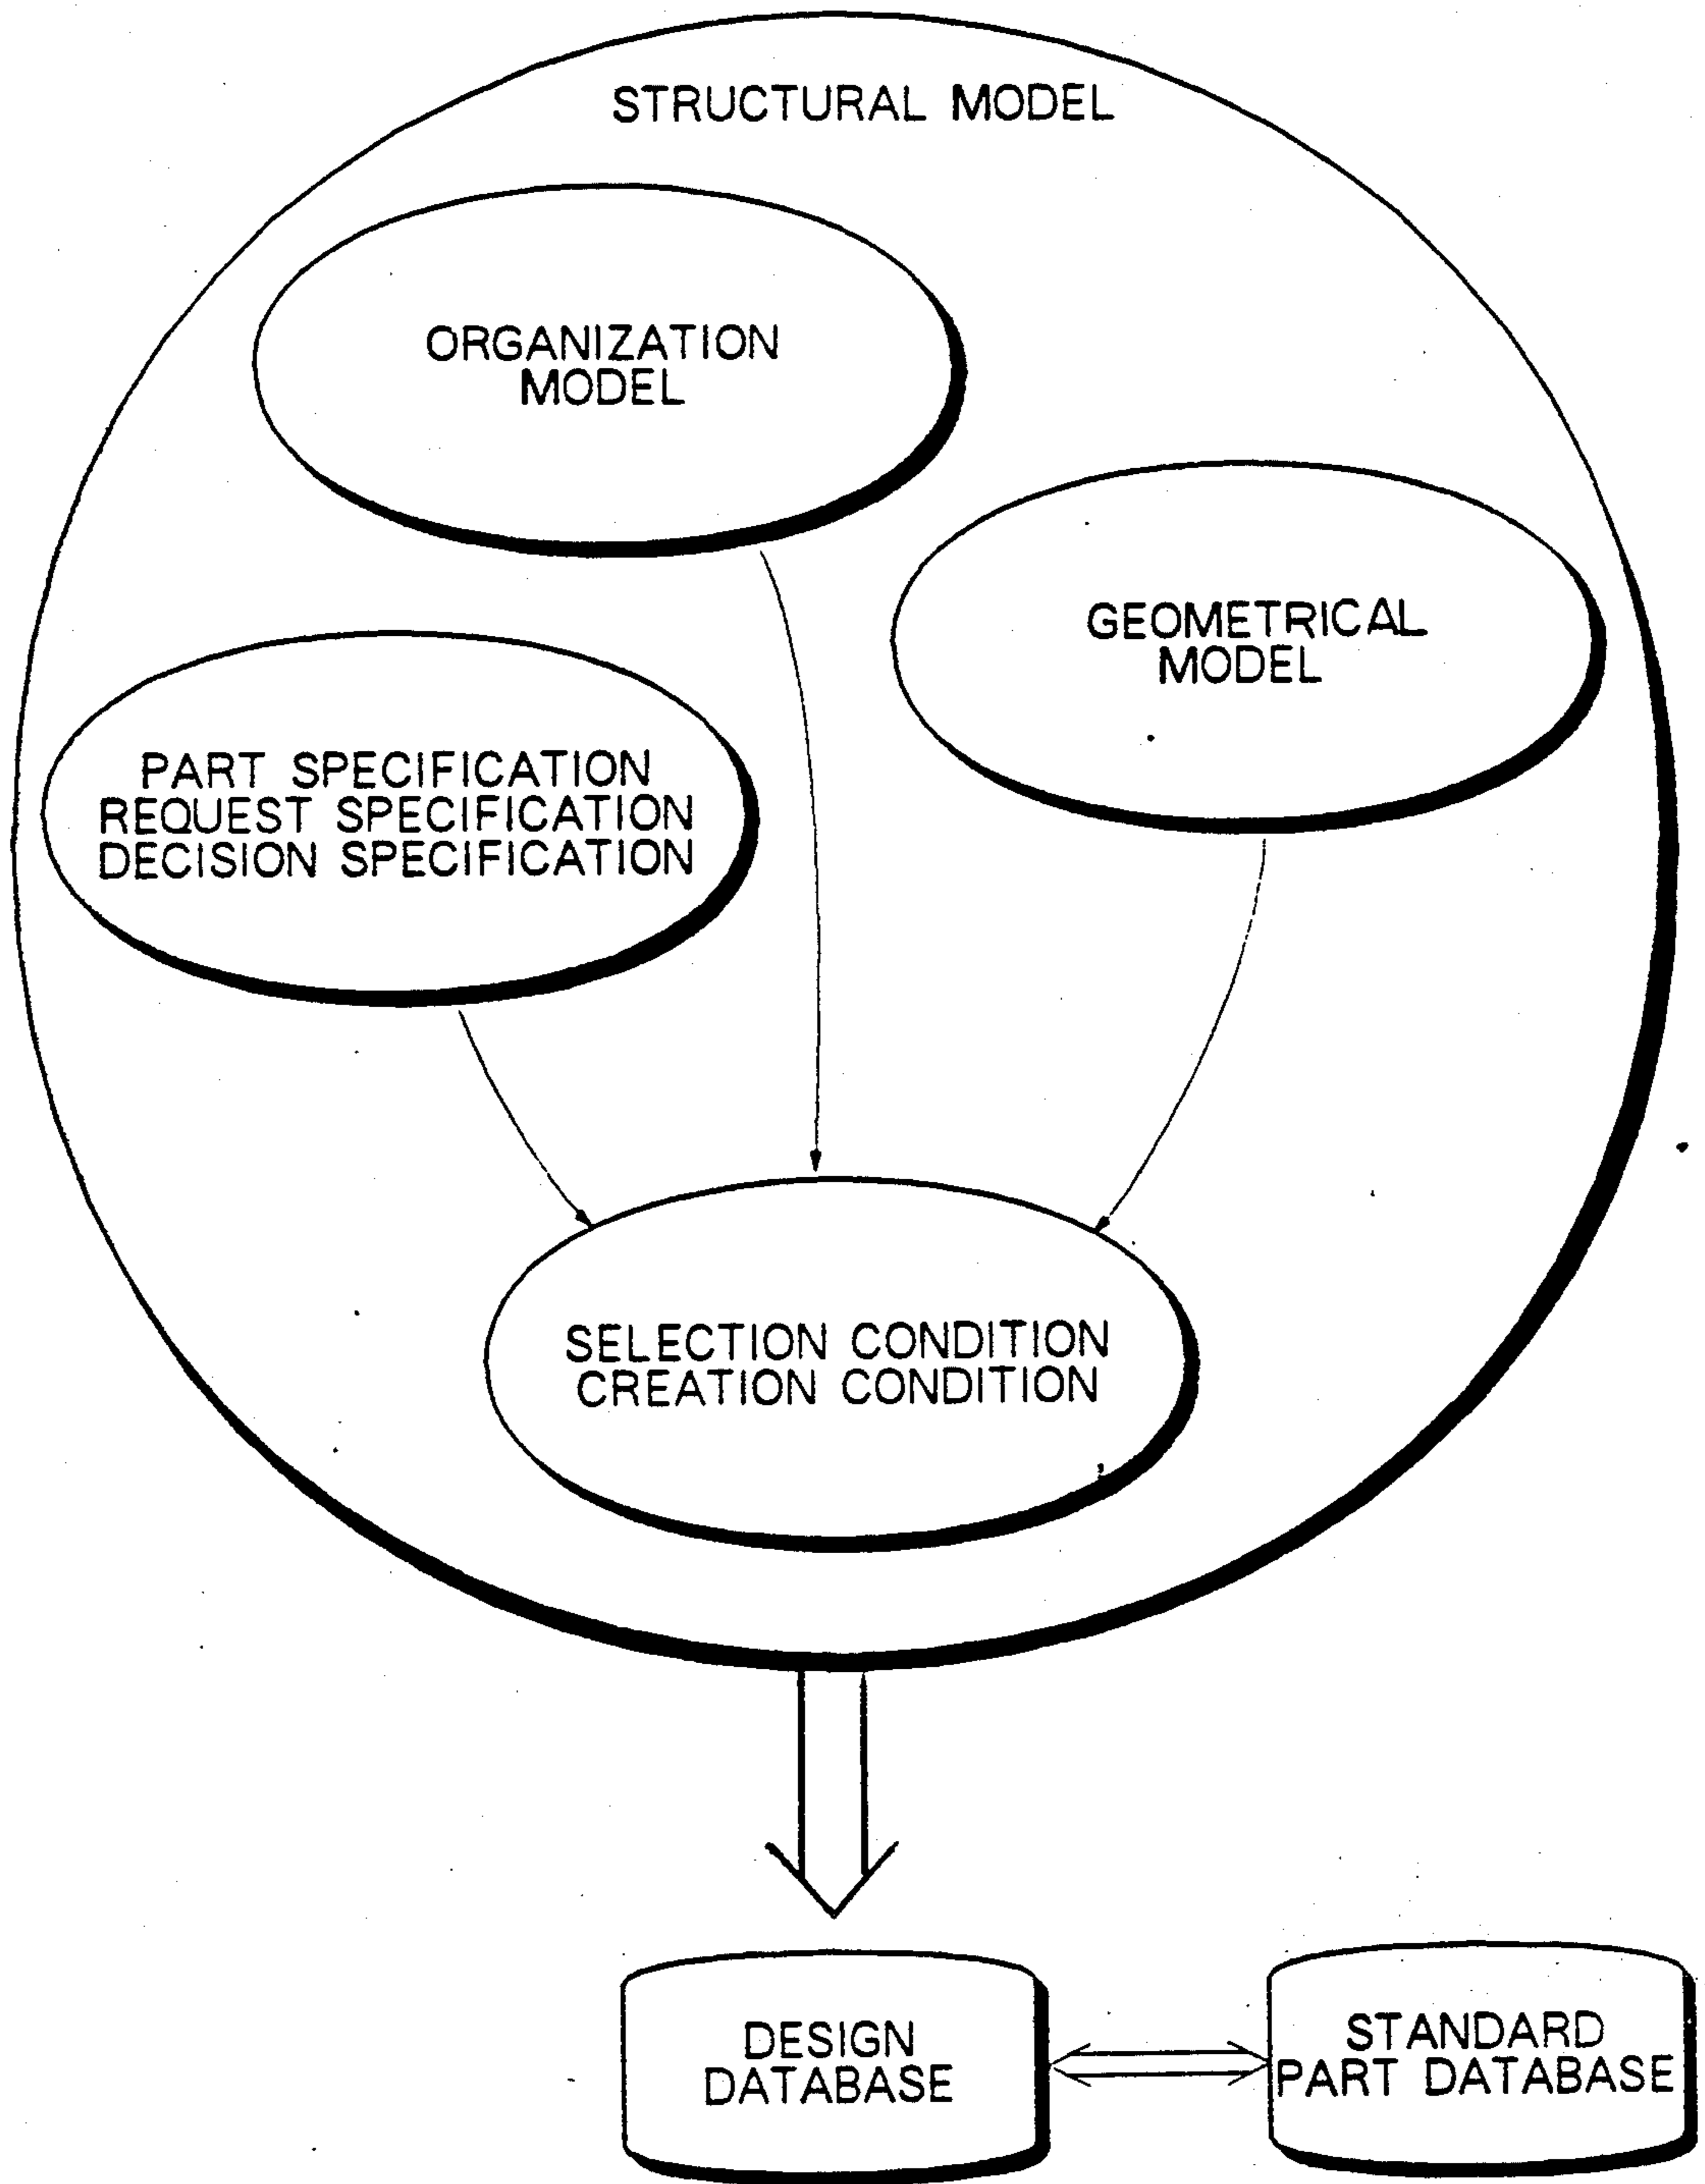 STRUCTURAL MODEL
ORGANIZATION
MODEL
GEOMETRICAL
MODEL
PART SPECIFICATION
REQUEST SPECIFICATION
DECISION SPECIFICATION
SELECTION CONDITION
CREATION CONDITION
DESIGN
DATABASE
STANDARD
PART DATABASE